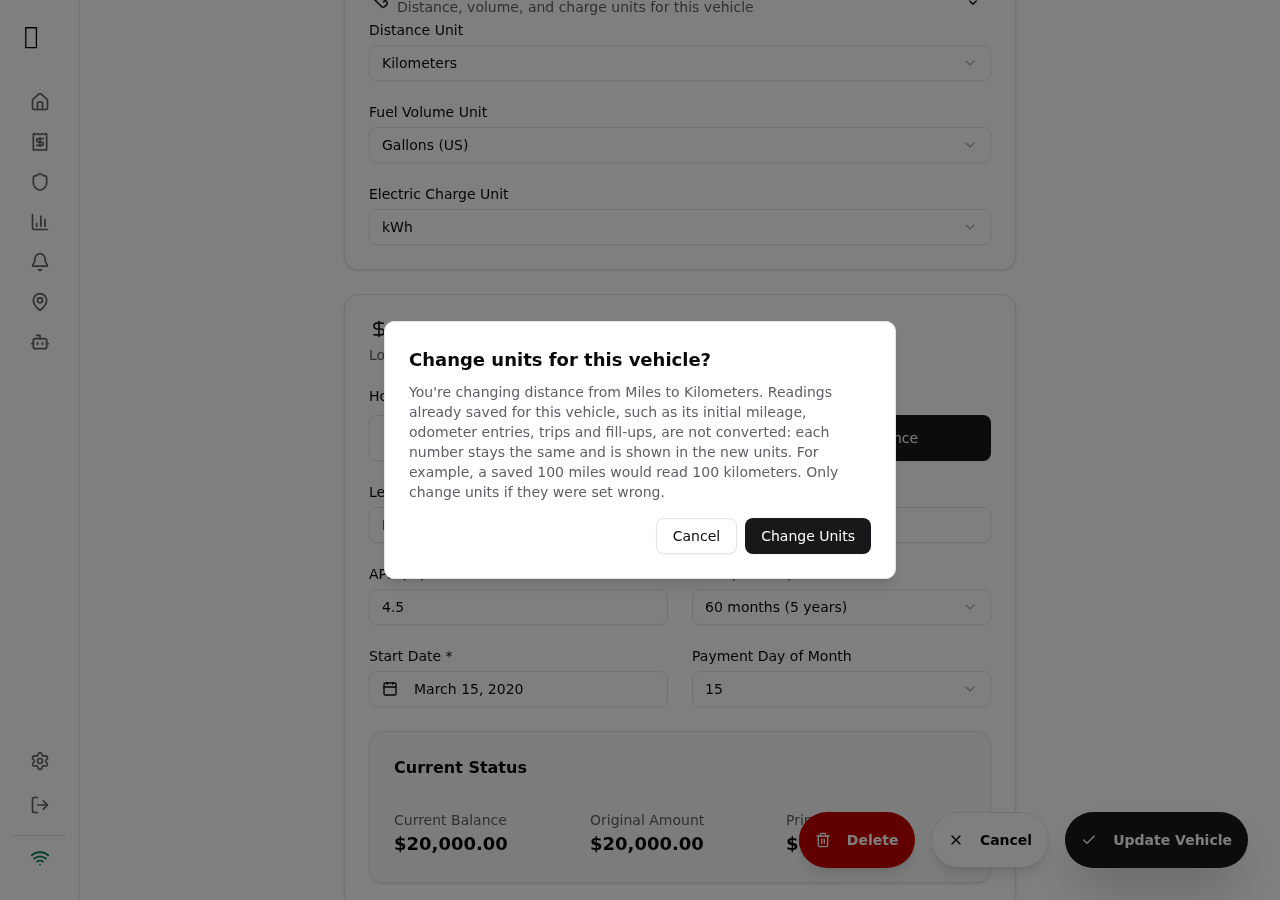 Distance, volume, and charge units for this vehicle
Distance Unit
Kilometers
Fuel Volume Unit
Gallons (US)
Electric Charge Unit
kWh
$
Change units for this vehicle?
You're changing distance from Miles to Kilometers. Readings
already saved for this vehicle, such as its initial mileage,
odometer entries, trips and fill-ups, are not converted: each
number stays the same and is shown in the new units. For
example, a saved 100 miles would read 100 kilometers. Only
change units if they were set wrong.
Cancel
Change Units
4.5
60 months (5 years)
Start Date *
Payment Day of Month
March 15, 2020
15
Current Status
Current Balance
Original Amount
$20,000.00
$20,000.00
Delete
Cancel
Update Vehicle